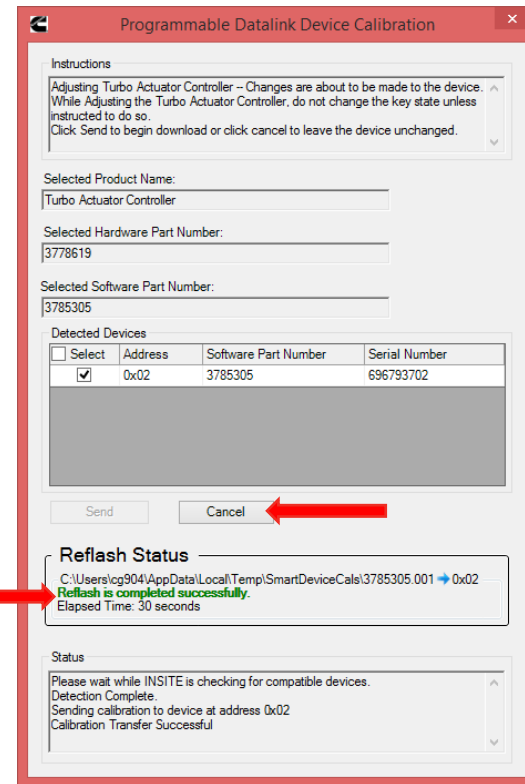 Programmable Datalink Device Calibration
Instructions
Adjusting Turbo Actuator Controller -- Changes are about to be made to the device.
While Adjusting the Turbo Actuator Controller, do not change the key state unless
instructed to do so.
Click Send to begin download or click cancel to leave the device unchanged.
Selected Product Name:
Turbo Actuator Controller
Selected Hardware Part Number:
3778619
Selected Software Part Number:
3785305
Detected Devices
Select Address Software Part Number Serial Number
0x02 3785305 696793702
Send Cancel
Reflash Status
C:\Users\cg904\AppData\Local\Temp\SmartDeviceCals\3785305.001 0x02
Reflash is completed successfully.
Elapsed Time: 30 seconds
Status
Please wait while INSITE is checking for compatible devices.
Detection Complete.
Sending calibration to device at address 0x02
Calibration Transfer Successful